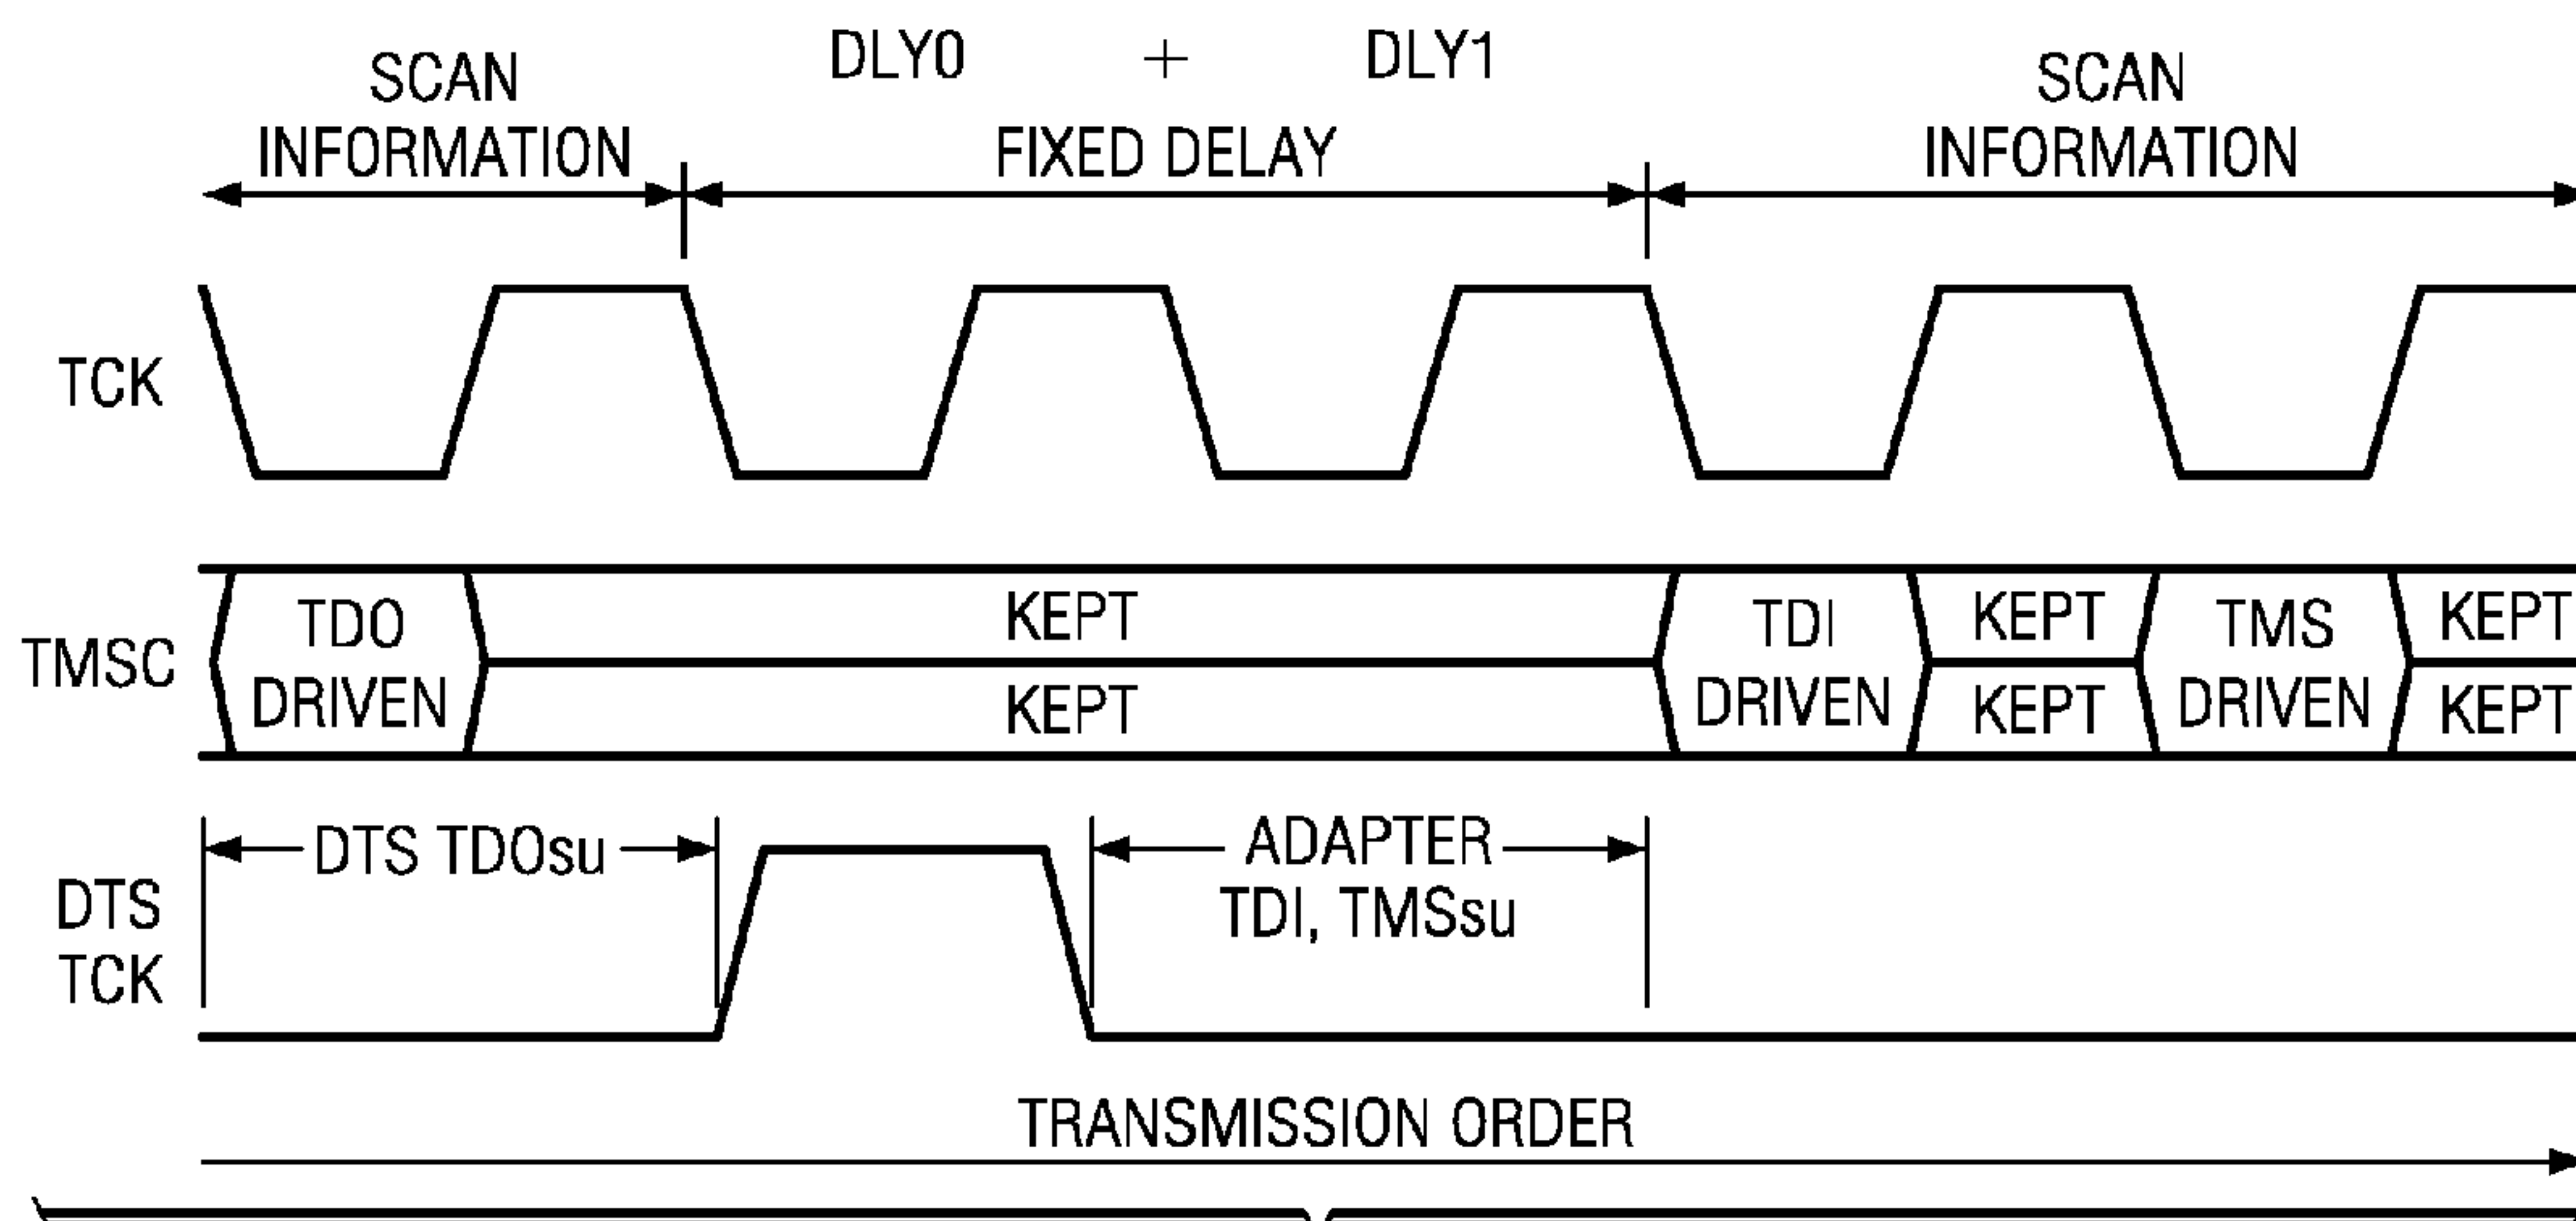 DLY0 + DLY1
SCAN
INFORMATION
FIXED DELAY
SCAN
INFORMATION
TCK
TMSC
TDO
DRIVEN
KEPT
KEPT
TDI
DRIVEN
KEPT
KEPT
TMS
DRIVEN
KEPT
KEPT
DTS
TCK
DTS TDOsu
ADAPTER
TDI, TMSsu
TRANSMISSION ORDER